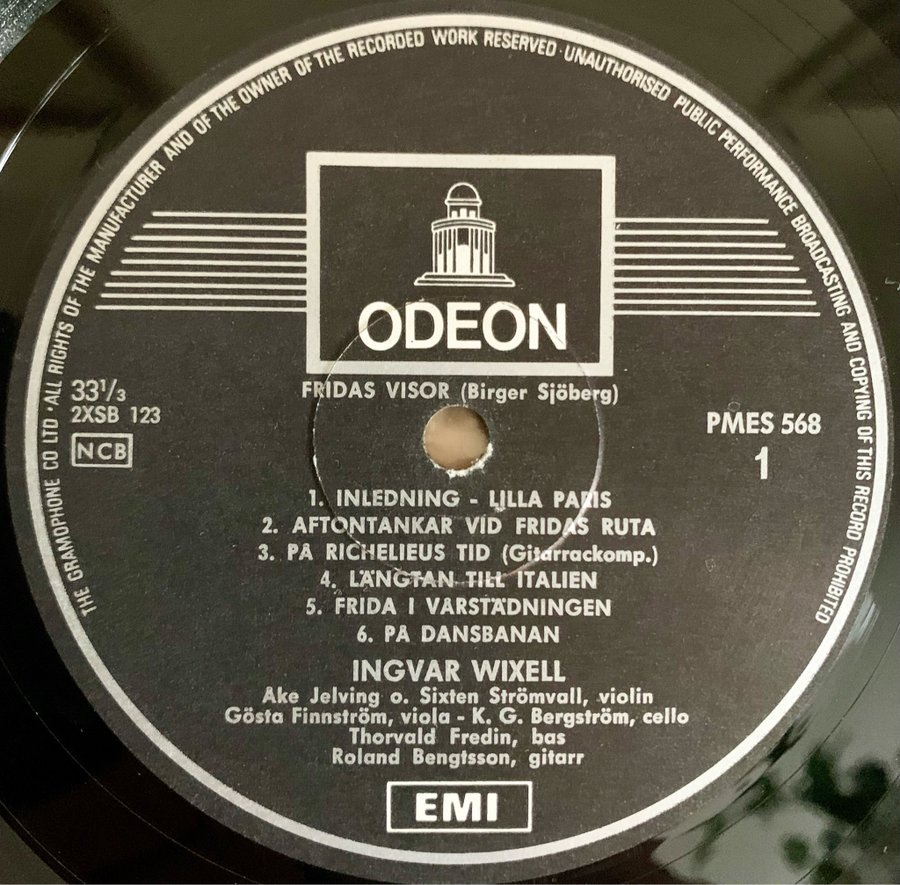 THE GRAMOPHONE CO LTD · ALL RIGHTS OF THE MANUFACTURER AND OF THE OWNER OF THE RECORDED WORK RESERVED · UNAUTHORISED PUBLIC PERFORMANCE BROADCASTING AND COPYING OF THIS RECORD PROHIBITED
ODEON
FRIDAS VISOR (Birger Sjöberg)
33 1/3
2XSB 123
NCB
PMES 568
1
1. INLEDNING - LILLA PARIS
2. AFTONTANKAR VID FRIDAS RUTA
3. PÅ RICHELIEUS TID (Gitarrackomp.)
4. LÄNGTAN TILL ITALIEN
5. FRIDA I VÅRSTÄDNINGEN
6. PÅ DANSBANAN
INGVAR WIXELL
Åke Jelving o. Sixten Strömvall, violin
Gösta Finnström, viola - K. G. Bergström, cello
Thorvald Fredin, bas
Roland Bengtsson, gitarr
EMI